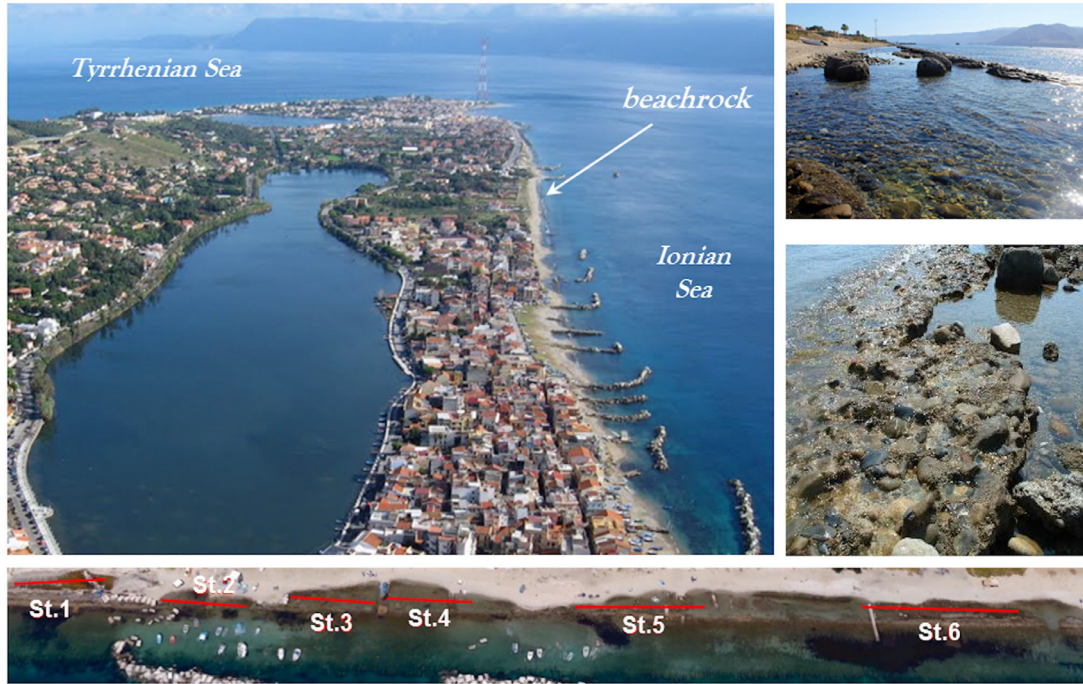 Tyrrhenian Sea
beachrock
Ionian
Sea
St.1
St.2
St.3
St.4
St.5
St.6